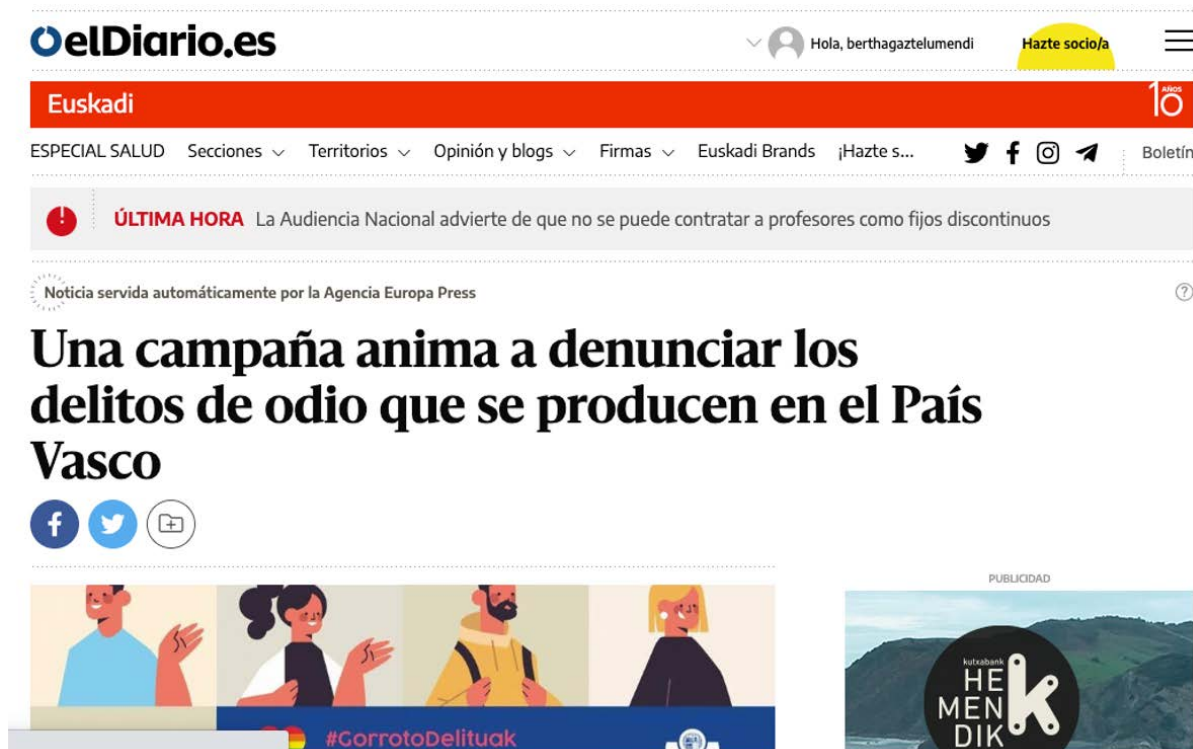 elDiario.es
Hola, berthagaztelumendi
Hazte socio/a
Euskadi
10 AÑOS
ESPECIAL SALUD Secciones Territorios Opinión y blogs Firmas Euskadi Brands ¡Hazte s... Boletín
ÚLTIMA HORA La Audiencia Nacional advierte de que no se puede contratar a profesores como fijos discontinuos
Noticia servida automáticamente por la Agencia Europa Press
Una campaña anima a denunciar los
delitos de odio que se producen en el País
Vasco
PUBLICIDAD
#GorrotoDelituak
kutxabank
HE
MEN
DIK
k